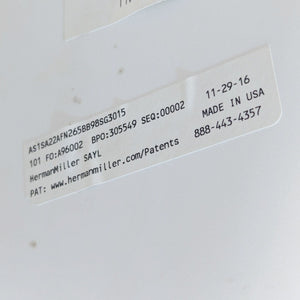 AS1SA22AFN265BB98SG3015
101 FO:A96002 BPO:305549 SEQ:00002
HermanMiller SAYL
PAT: www.hermanmiller.com/Patents
11-29-16
MADE IN USA
888-443-4357